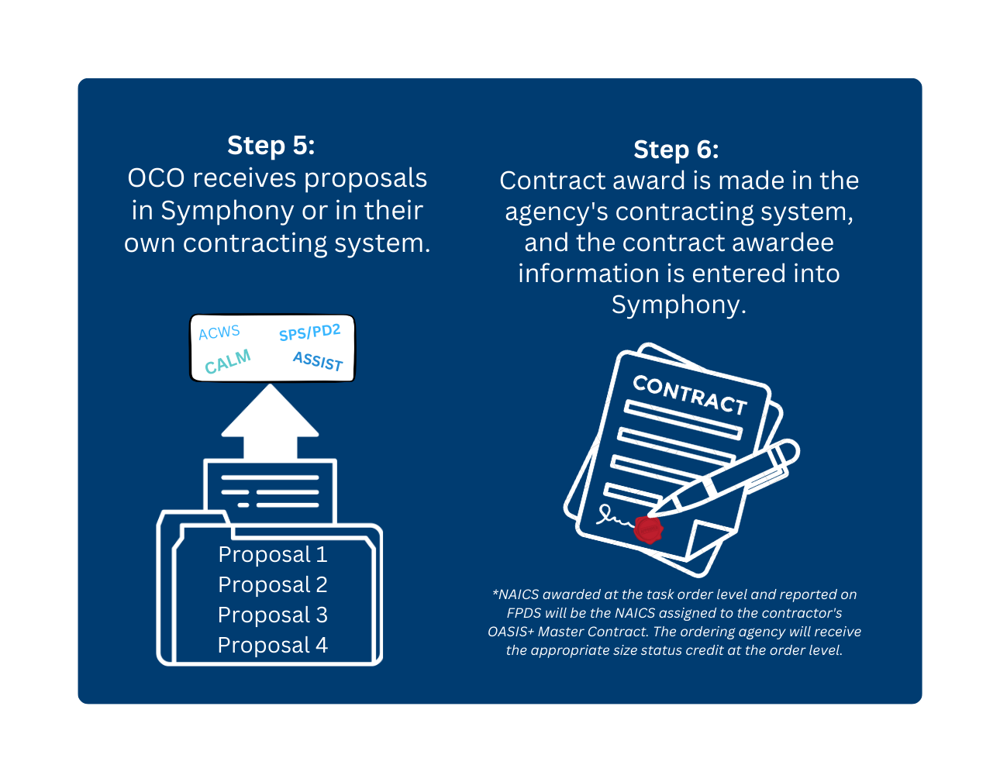 Step 5:
OCO receives proposals
in Symphony or in their
own contracting system.
ACWS
SPS/PD2
CALM
ASSIST
Proposal 1
Proposal 2
Proposal 3
Proposal 4
Step 6:
Contract award is made in the
agency's contracting system,
and the contract awardee
information is entered into
Symphony.
CONTRACT
*NAICS awarded at the task order level and reported on
FPDS will be the NAICS assigned to the contractor's
OASIS+ Master Contract. The ordering agency will receive
the appropriate size status credit at the order level.